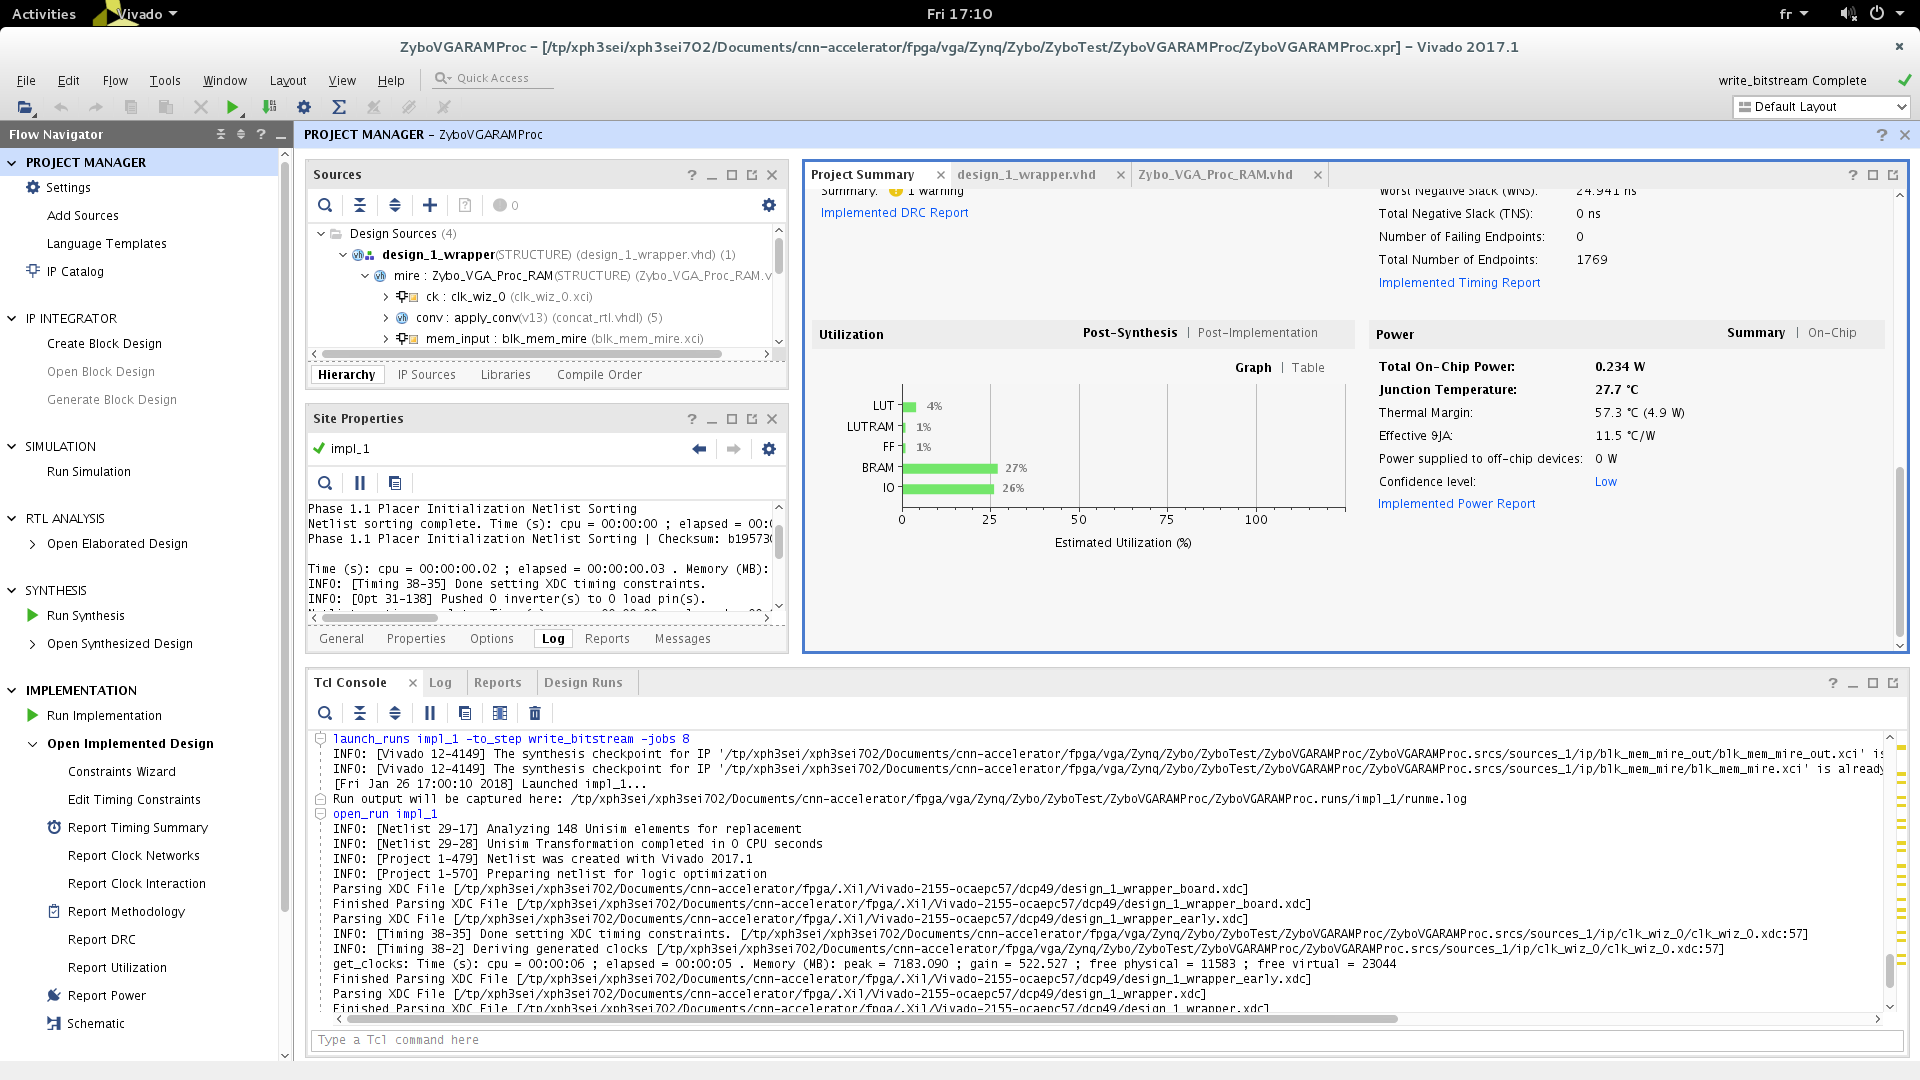 Activities
Vivado
Fri 17:10
fr
ZyboVGARAMProc – [/tp/xph3sei/xph3sei702/Documents/cnn-accelerator/fpga/vga/Zynq/Zybo/ZyboTest/ZyboVGARAMProc/ZyboVGARAMProc.xpr] – Vivado 2017.1
File Edit Flow Tools Window Layout View Help Quick Access
write_bitstream Complete
Default Layout
Flow Navigator
PROJECT MANAGER
Settings
Add Sources
Language Templates
IP Catalog
IP INTEGRATOR
Create Block Design
Open Block Design
Generate Block Design
SIMULATION
Run Simulation
RTL ANALYSIS
Open Elaborated Design
SYNTHESIS
Run Synthesis
Open Synthesized Design
IMPLEMENTATION
Run Implementation
Open Implemented Design
Constraints Wizard
Edit Timing Constraints
Report Timing Summary
Report Clock Networks
Report Clock Interaction
Report Methodology
Report DRC
Report Utilization
Report Power
Schematic
PROJECT MANAGER – ZyboVGARAMProc
Sources
0
Design Sources (4)
design_1_wrapper(STRUCTURE) (design_1_wrapper.vhd) (1)
mire : Zybo_VGA_Proc_RAM(STRUCTURE) (Zybo_VGA_Proc_RAM.v
ck : clk_wiz_0 (clk_wiz_0.xci)
conv : apply_conv(v13) (concat_rtl.vhdl) (5)
mem_input : blk_mem_mire (blk_mem_mire.xci)
Hierarchy IP Sources Libraries Compile Order
Site Properties
impl_1
Phase 1.1 Placer Initialization Netlist Sorting
Netlist sorting complete. Time (s): cpu = 00:00:00 ; elapsed = 00:0
Phase 1.1 Placer Initialization Netlist Sorting | Checksum: b195730
Time (s): cpu = 00:00:00.02 ; elapsed = 00:00:00.03 . Memory (MB):
INFO: [Timing 38-35] Done setting XDC timing constraints.
INFO: [Opt 31-138] Pushed 0 inverter(s) to 0 load pin(s).
General Properties Options Log Reports Messages
Project Summary design_1_wrapper.vhd Zybo_VGA_Proc_RAM.vhd
Summary: 1 warning
Implemented DRC Report
Worst Negative Slack (WNS): 24.941 ns
Total Negative Slack (TNS): 0 ns
Number of Failing Endpoints: 0
Total Number of Endpoints: 1769
Implemented Timing Report
Utilization Post-Synthesis | Post-Implementation
Graph | Table
LUT 4%
LUTRAM 1%
FF 1%
BRAM 27%
IO 26%
0 25 50 75 100
Estimated Utilization (%)
Power Summary | On-Chip
Total On-Chip Power: 0.234 W
Junction Temperature: 27.7 °C
Thermal Margin: 57.3 °C (4.9 W)
Effective ϑJA: 11.5 °C/W
Power supplied to off-chip devices: 0 W
Confidence level: Low
Implemented Power Report
Tcl Console Log Reports Design Runs
launch_runs impl_1 -to_step write_bitstream -jobs 8
INFO: [Vivado 12-4149] The synthesis checkpoint for IP '/tp/xph3sei/xph3sei702/Documents/cnn-accelerator/fpga/vga/Zynq/Zybo/ZyboTest/ZyboVGARAMProc/ZyboVGARAMProc.srcs/sources_1/ip/blk_mem_mire_out/blk_mem_mire_out.xci' is
INFO: [Vivado 12-4149] The synthesis checkpoint for IP '/tp/xph3sei/xph3sei702/Documents/cnn-accelerator/fpga/vga/Zynq/Zybo/ZyboTest/ZyboVGARAMProc/ZyboVGARAMProc.srcs/sources_1/ip/blk_mem_mire/blk_mem_mire.xci' is already
[Fri Jan 26 17:00:10 2018] Launched impl_1...
Run output will be captured here: /tp/xph3sei/xph3sei702/Documents/cnn-accelerator/fpga/vga/Zynq/Zybo/ZyboTest/ZyboVGARAMProc/ZyboVGARAMProc.runs/impl_1/runme.log
open_run impl_1
INFO: [Netlist 29-17] Analyzing 148 Unisim elements for replacement
INFO: [Netlist 29-28] Unisim Transformation completed in 0 CPU seconds
INFO: [Project 1-479] Netlist was created with Vivado 2017.1
INFO: [Project 1-570] Preparing netlist for logic optimization
Parsing XDC File [/tp/xph3sei/xph3sei702/Documents/cnn-accelerator/fpga/.Xil/Vivado-2155-ocaepc57/dcp49/design_1_wrapper_board.xdc]
Finished Parsing XDC File [/tp/xph3sei/xph3sei702/Documents/cnn-accelerator/fpga/.Xil/Vivado-2155-ocaepc57/dcp49/design_1_wrapper_board.xdc]
Parsing XDC File [/tp/xph3sei/xph3sei702/Documents/cnn-accelerator/fpga/.Xil/Vivado-2155-ocaepc57/dcp49/design_1_wrapper_early.xdc]
INFO: [Timing 38-35] Done setting XDC timing constraints. [/tp/xph3sei/xph3sei702/Documents/cnn-accelerator/fpga/vga/Zynq/Zybo/ZyboTest/ZyboVGARAMProc/ZyboVGARAMProc.srcs/sources_1/ip/clk_wiz_0/clk_wiz_0.xdc:57]
INFO: [Timing 38-2] Deriving generated clocks [/tp/xph3sei/xph3sei702/Documents/cnn-accelerator/fpga/vga/Zynq/Zybo/ZyboTest/ZyboVGARAMProc/ZyboVGARAMProc.srcs/sources_1/ip/clk_wiz_0/clk_wiz_0.xdc:57]
get_clocks: Time (s): cpu = 00:00:06 ; elapsed = 00:00:05 . Memory (MB): peak = 7183.090 ; gain = 522.527 ; free physical = 11583 ; free virtual = 23044
Finished Parsing XDC File [/tp/xph3sei/xph3sei702/Documents/cnn-accelerator/fpga/.Xil/Vivado-2155-ocaepc57/dcp49/design_1_wrapper_early.xdc]
Parsing XDC File [/tp/xph3sei/xph3sei702/Documents/cnn-accelerator/fpga/.Xil/Vivado-2155-ocaepc57/dcp49/design_1_wrapper.xdc]
Finished Parsing XDC File [/tp/xph3sei/xph3sei702/Documents/cnn-accelerator/fpga/.Xil/Vivado-2155-ocaepc57/dcp49/design_1_wrapper.xdc]
Type a Tcl command here